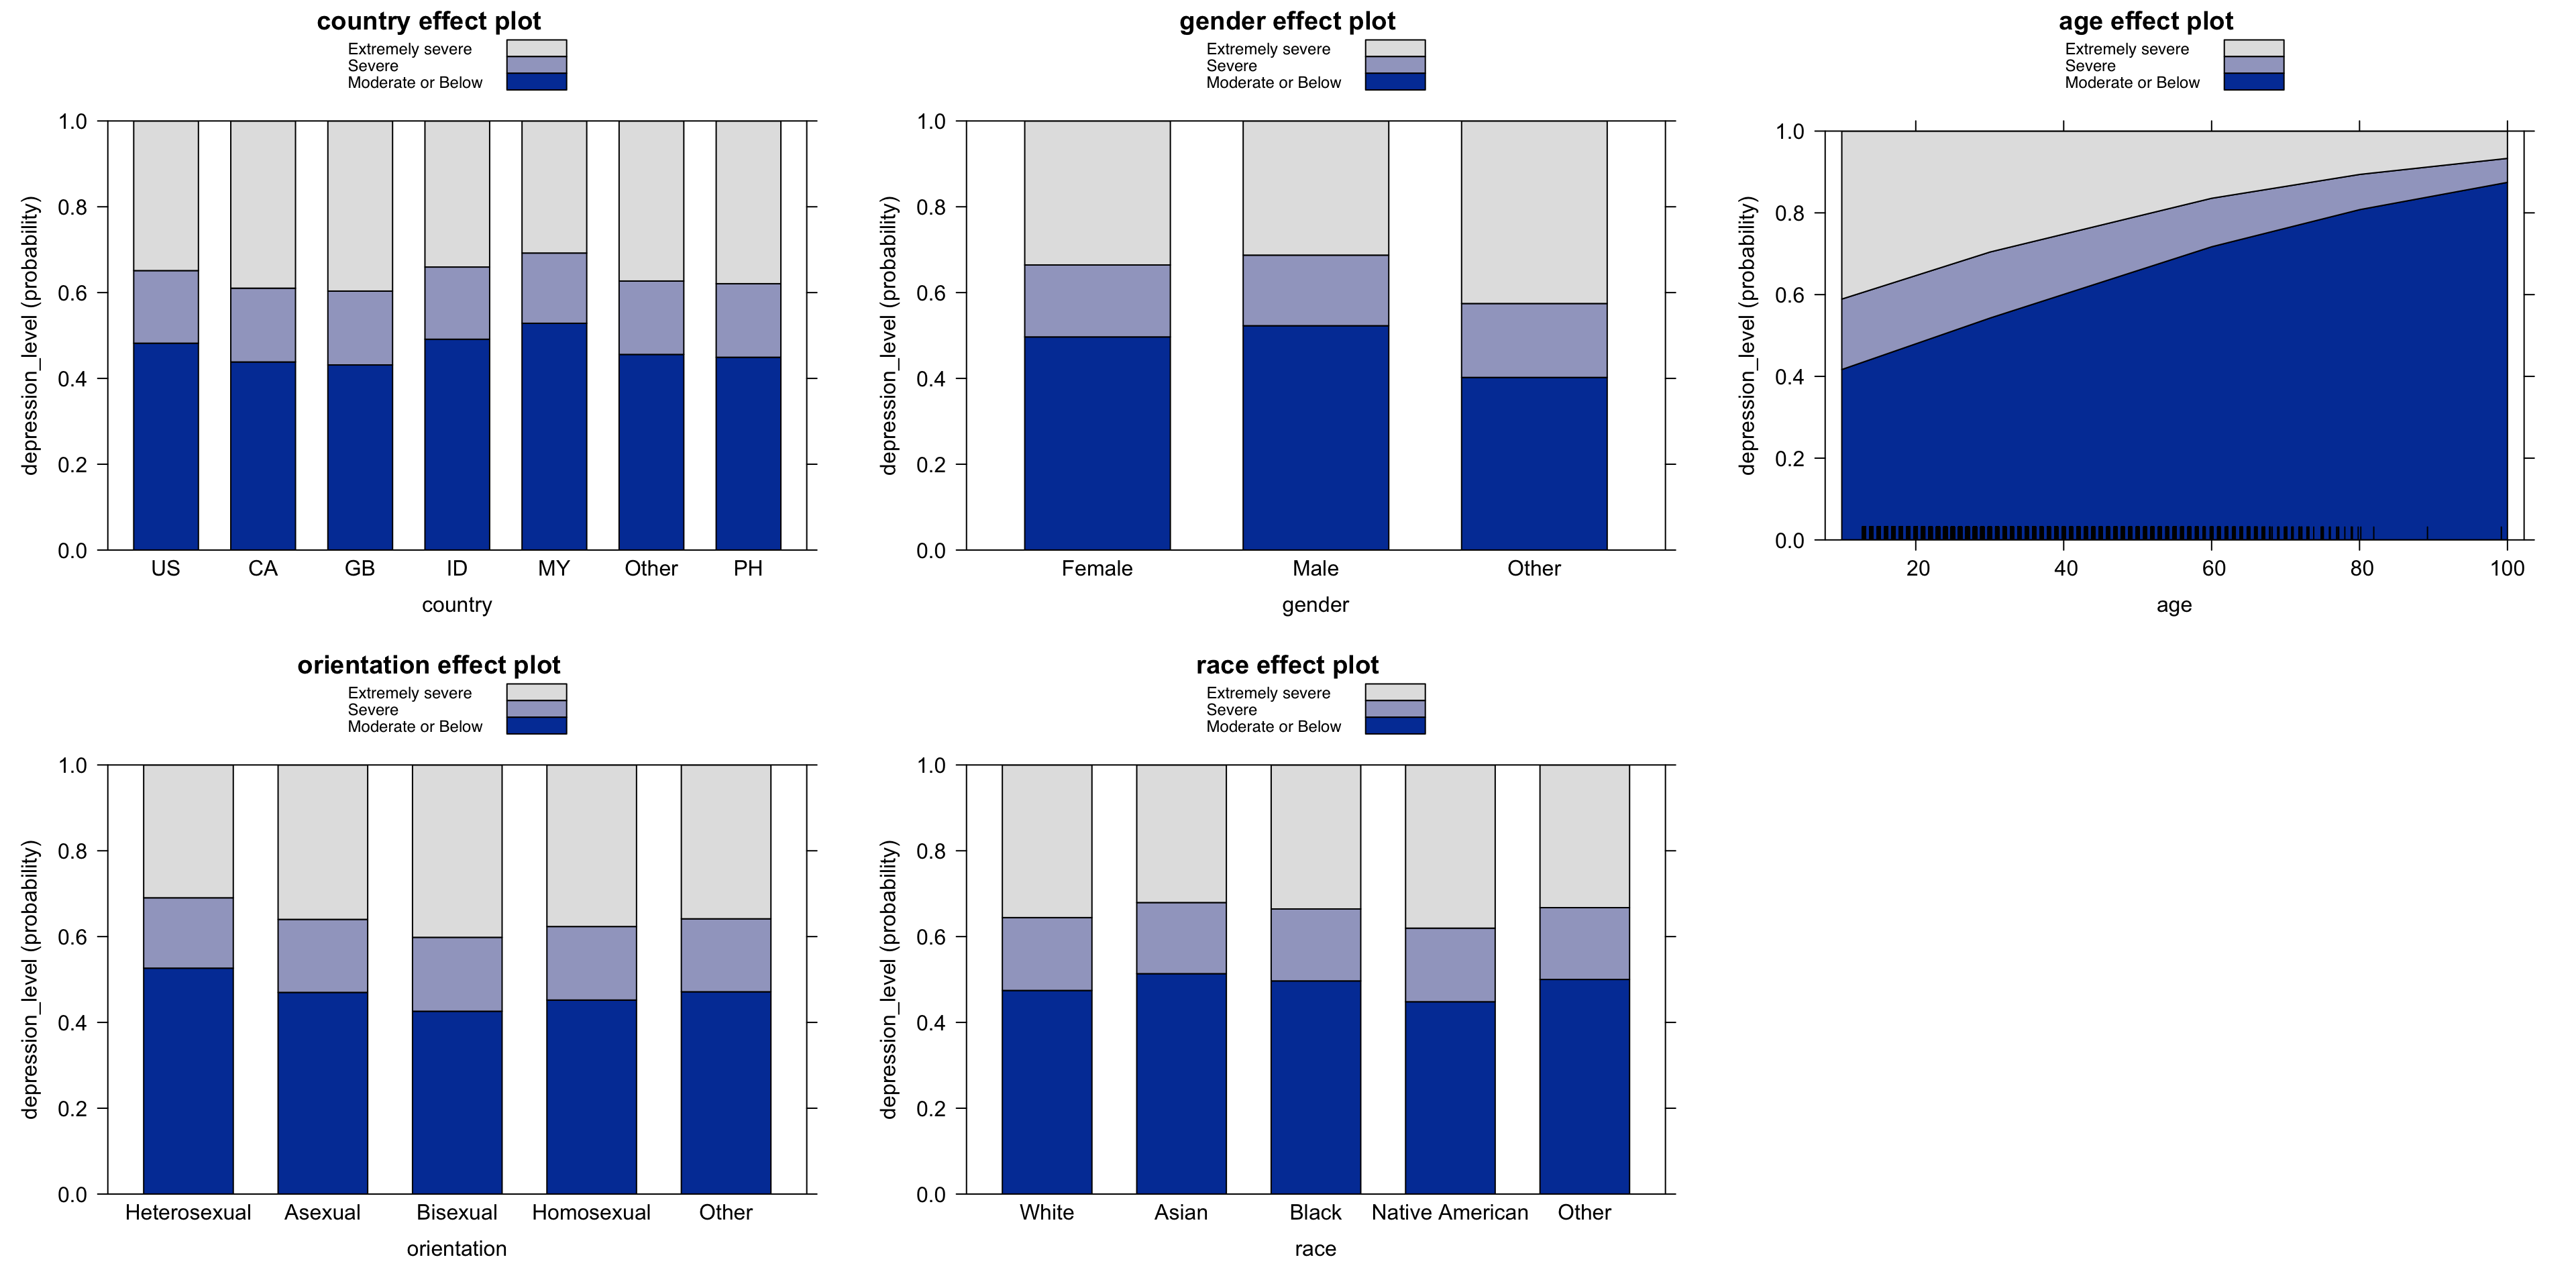 country effect plot
Extremely severe
Severe
Moderate or Below
1.0
0.8
0.6
0.4
0.2
0.0
depression_level (probability)
US CA GB ID MY Other PH
country
gender effect plot
Extremely severe
Severe
Moderate or Below
1.0
0.8
0.6
0.4
0.2
0.0
depression_level (probability)
Female Male Other
gender
age effect plot
Extremely severe
Severe
Moderate or Below
1.0
0.8
0.6
0.4
0.2
0.0
depression_level (probability)
20 40 60 80 100
age
orientation effect plot
Extremely severe
Severe
Moderate or Below
1.0
0.8
0.6
0.4
0.2
0.0
depression_level (probability)
Heterosexual Asexual Bisexual Homosexual Other
orientation
race effect plot
Extremely severe
Severe
Moderate or Below
1.0
0.8
0.6
0.4
0.2
0.0
depression_level (probability)
White Asian Black Native American Other
race